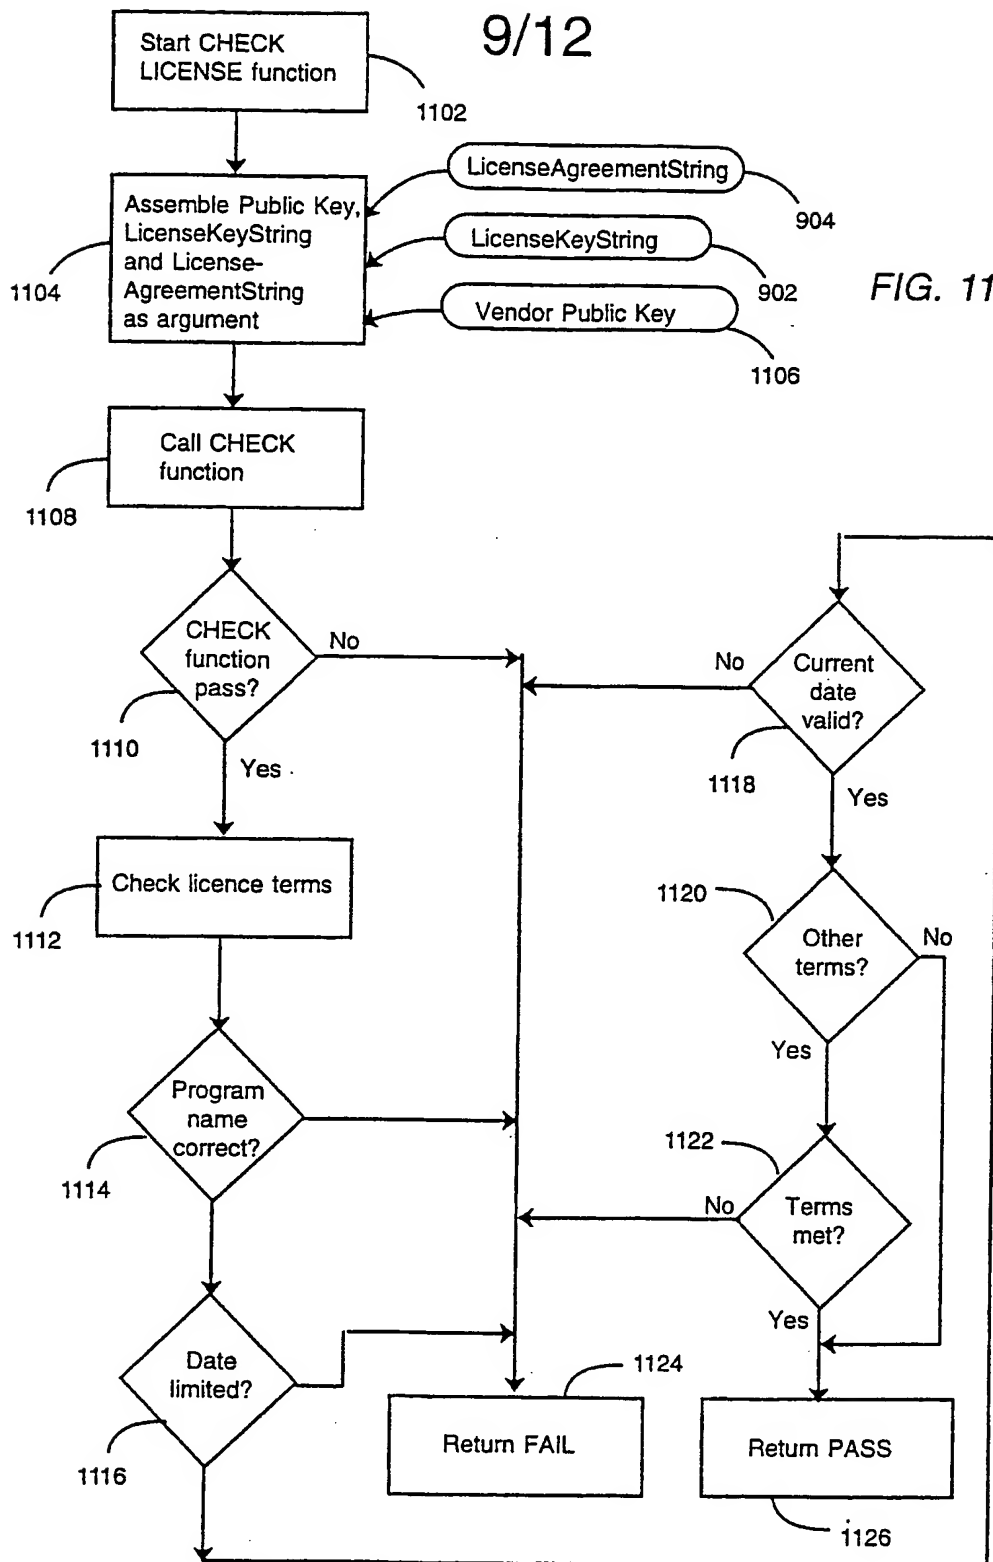 9/12
Start CHECK
LICENSE function
1102
LicenseAgreementString
904
Assemble Public Key,
LicenseKeyString
and License-
AgreementString
as argument
1104
LicenseKeyString
902
FIG. 11
Vendor Public Key
1106
Call CHECK
function
1108
CHECK
function
pass?
No
1110
Yes
Current
date
valid?
No
1118
Yes
Check licence terms
1112
1120
Other
terms?
No
Yes
Program
name
correct?
1114
1122
Terms
met?
No
Yes
Date
limited?
1116
1124
Return FAIL
Return PASS
1126